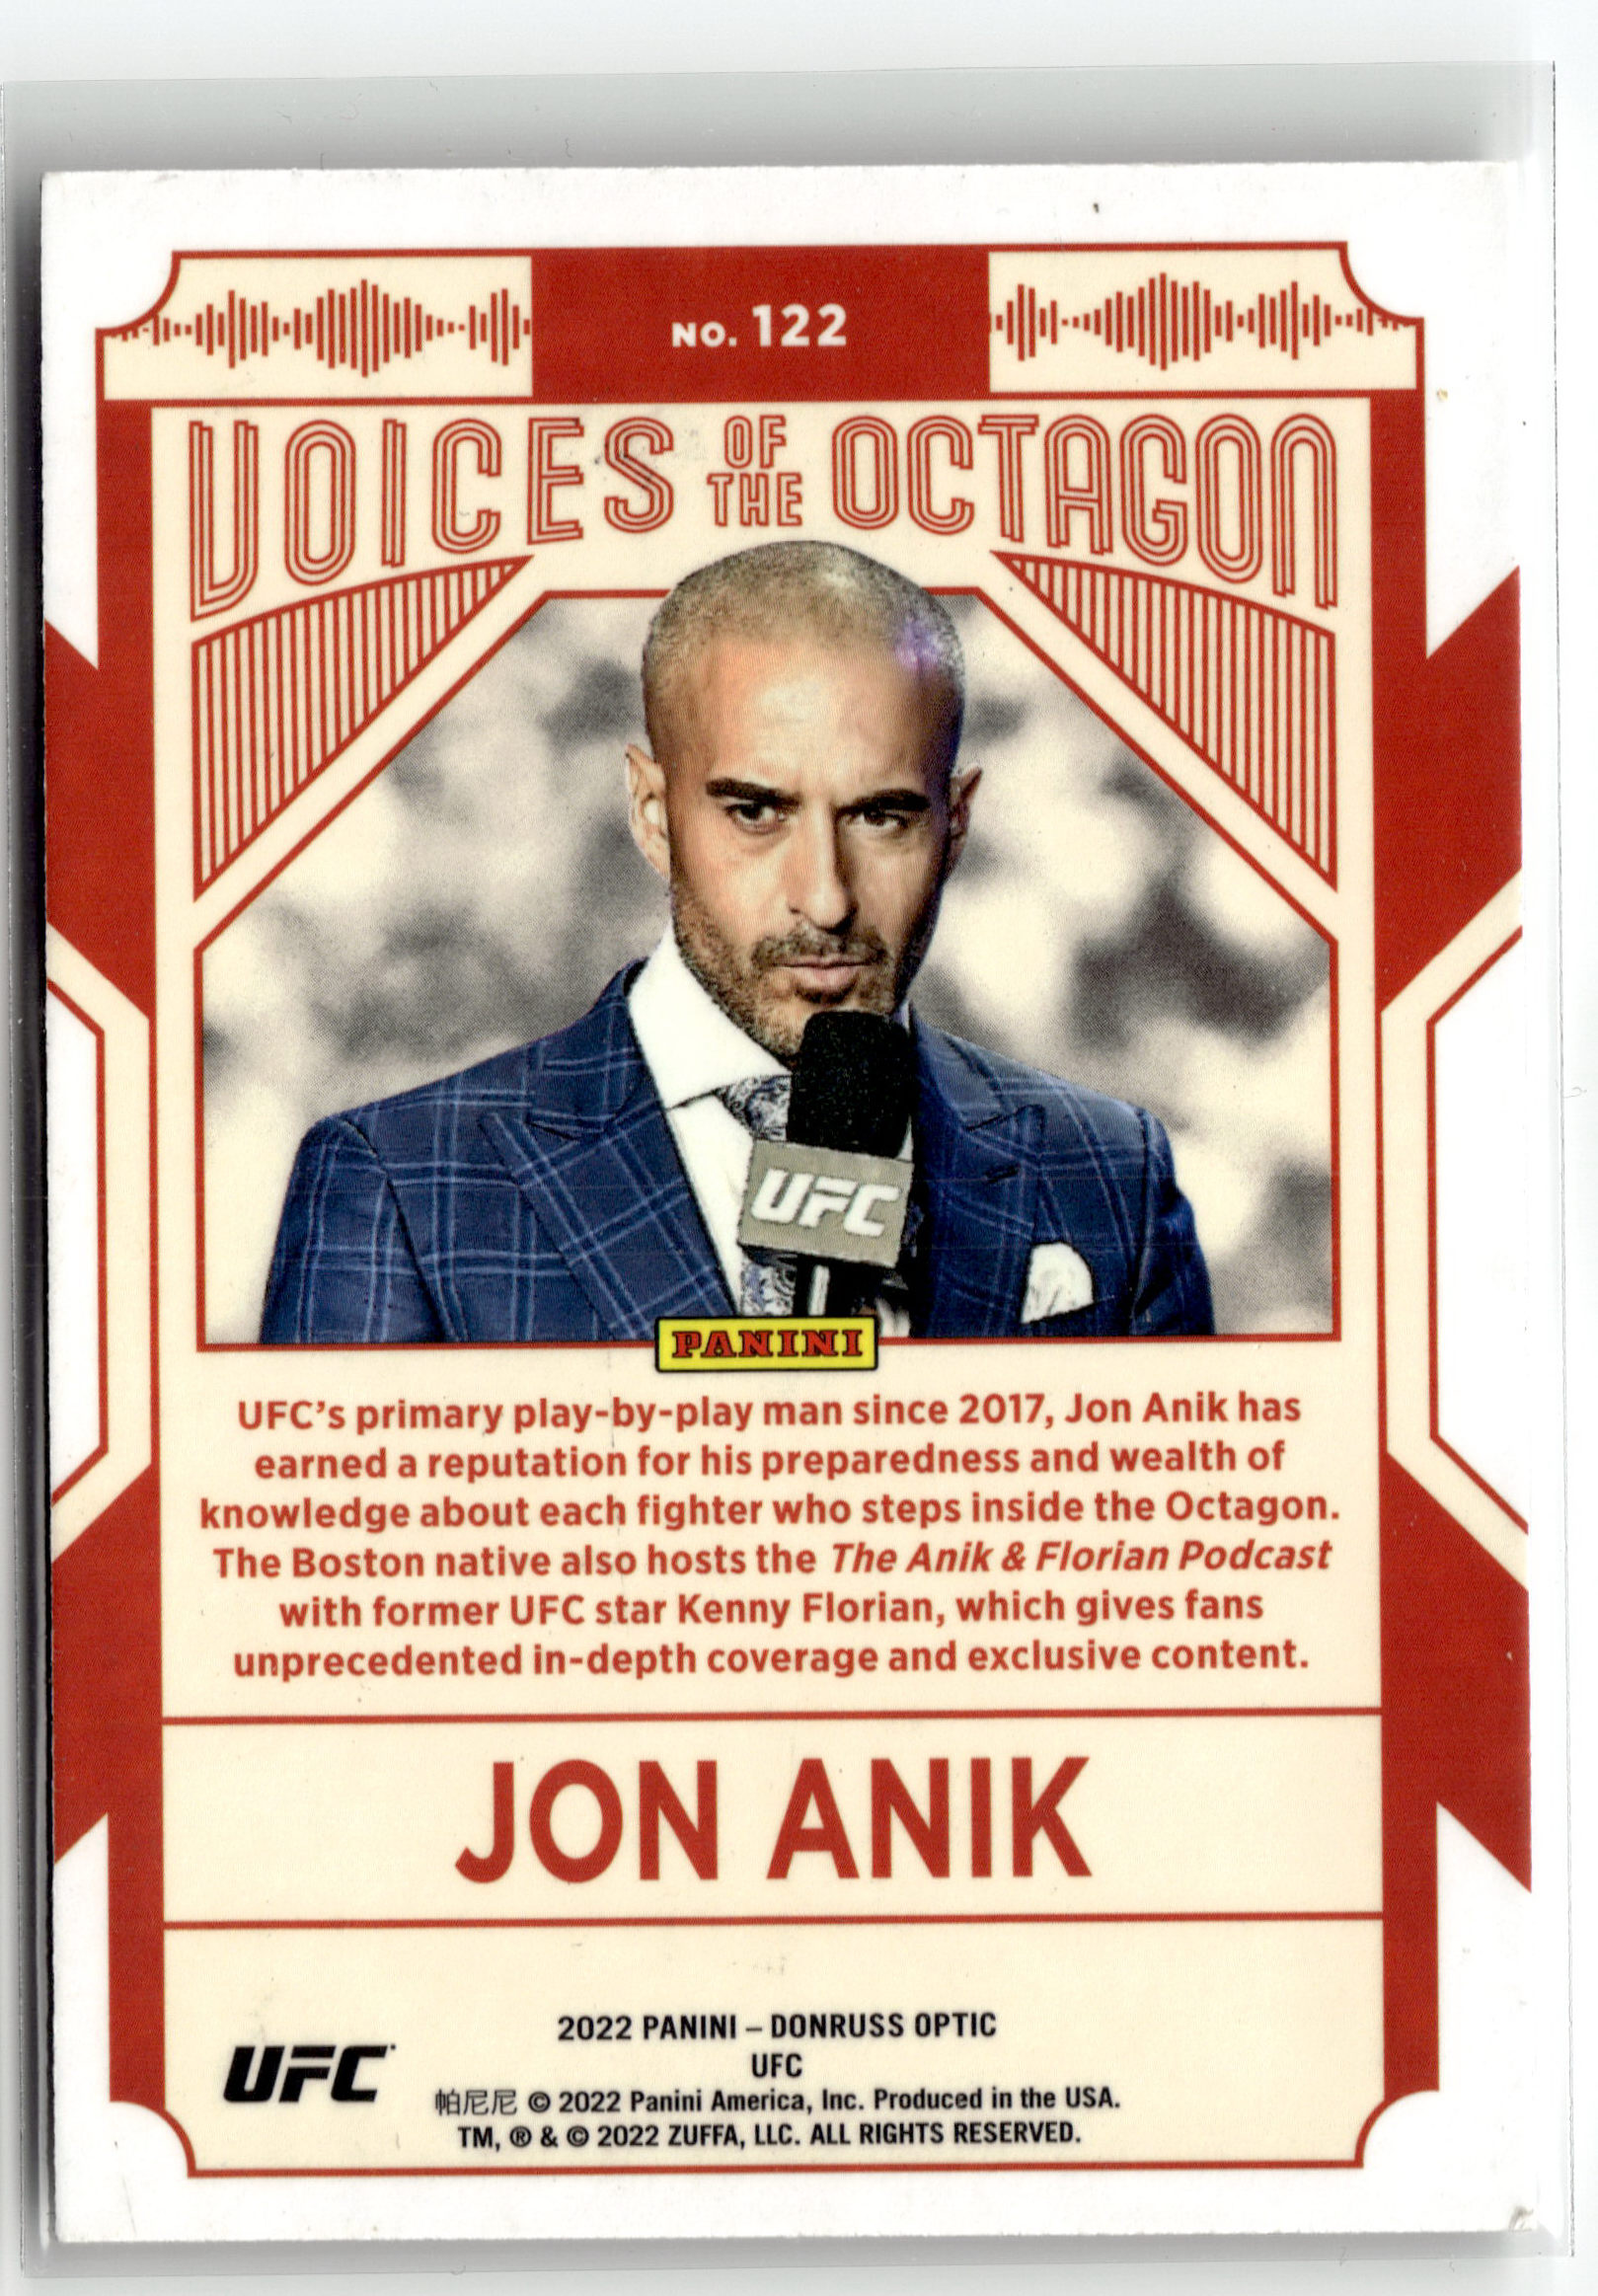 NO. 122
VOICES OF THE OCTAGON
UFC
PANINI
UFC's primary play-by-play man since 2017, Jon Anik has
earned a reputation for his preparedness and wealth of
knowledge about each fighter who steps inside the Octagon.
The Boston native also hosts the The Anik & Florian Podcast
with former UFC star Kenny Florian, which gives fans
unprecedented in-depth coverage and exclusive content.
JON ANIK
2022 PANINI – DONRUSS OPTIC
UFC
UFC
帕尼尼 © 2022 Panini America, Inc. Produced in the USA.
TM, ® & © 2022 ZUFFA, LLC. ALL RIGHTS RESERVED.